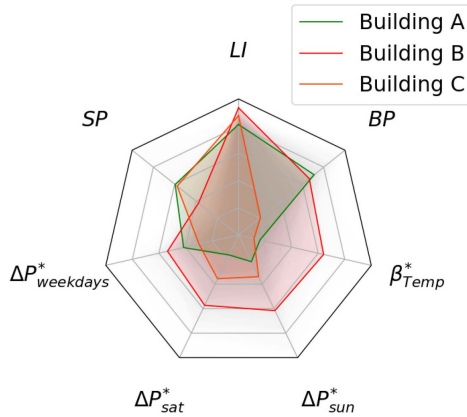 Building A
Building B
Building C
LI
SP
BP
ΔP*weekdays
β*Temp
ΔP*sat
ΔP*sun